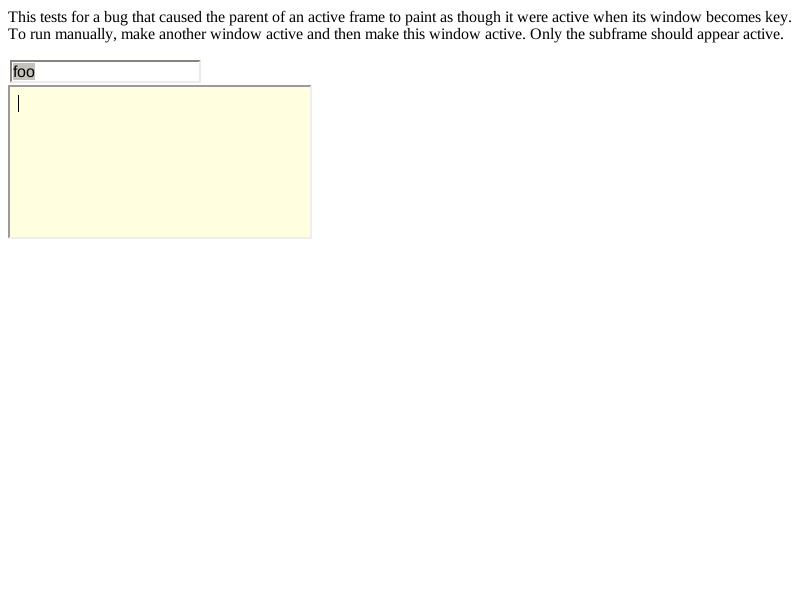 This tests for a bug that caused the parent of an active frame to paint as though it were active when its window becomes key.
To run manually, make another window active and then make this window active. Only the subframe should appear active.
foo